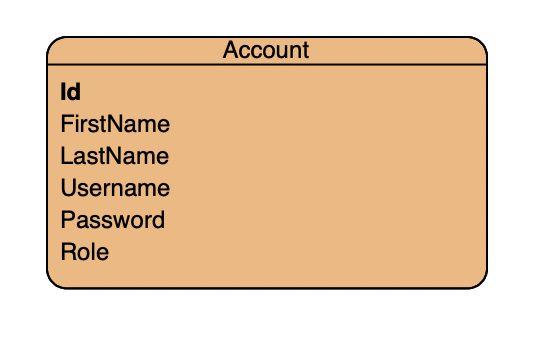 Account
Id
FirstName
LastName
Username
Password
Role